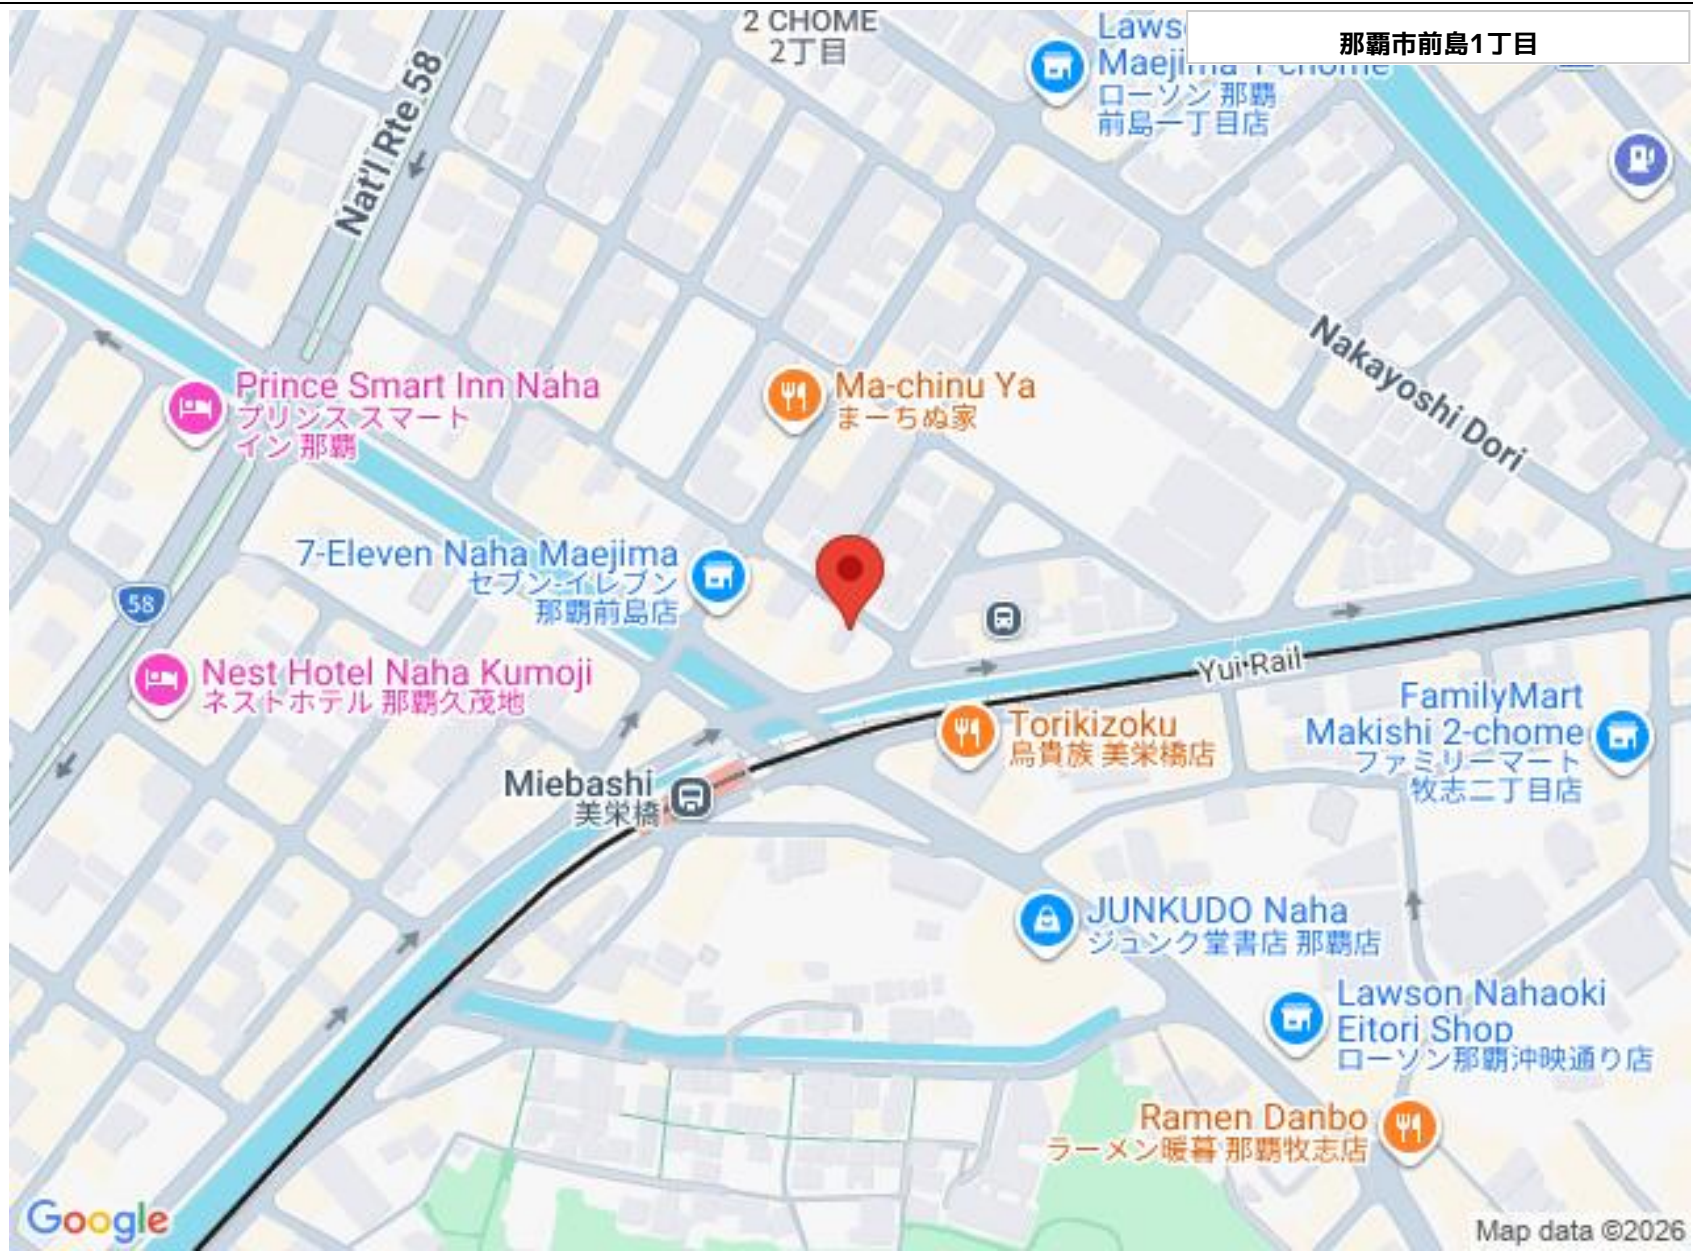 2 CHOME
2丁目
那覇市前島1丁目
Maejima 1-chome
ローソン 那覇
前島一丁目店
Nat'l Rte 58
Nakayoshi Dori
Prince Smart Inn Naha
プリンス スマート
イン 那覇
Ma-chinu Ya
まーちぬ家
7-Eleven Naha Maejima
セブン-イレブン
那覇前島店
58
Nest Hotel Naha Kumoji
ネストホテル 那覇久茂地
Yui Rail
Torikizoku
鳥貴族 美栄橋店
FamilyMart
Makishi 2-chome
ファミリーマート
牧志二丁目店
Miebashi
美栄橋
JUNKUDO Naha
ジュンク堂書店 那覇店
Lawson Nahaoki
Eitori Shop
ローソン那覇沖映通り店
Ramen Danbo
ラーメン暖暮 那覇牧志店
Google
Map data ©2026